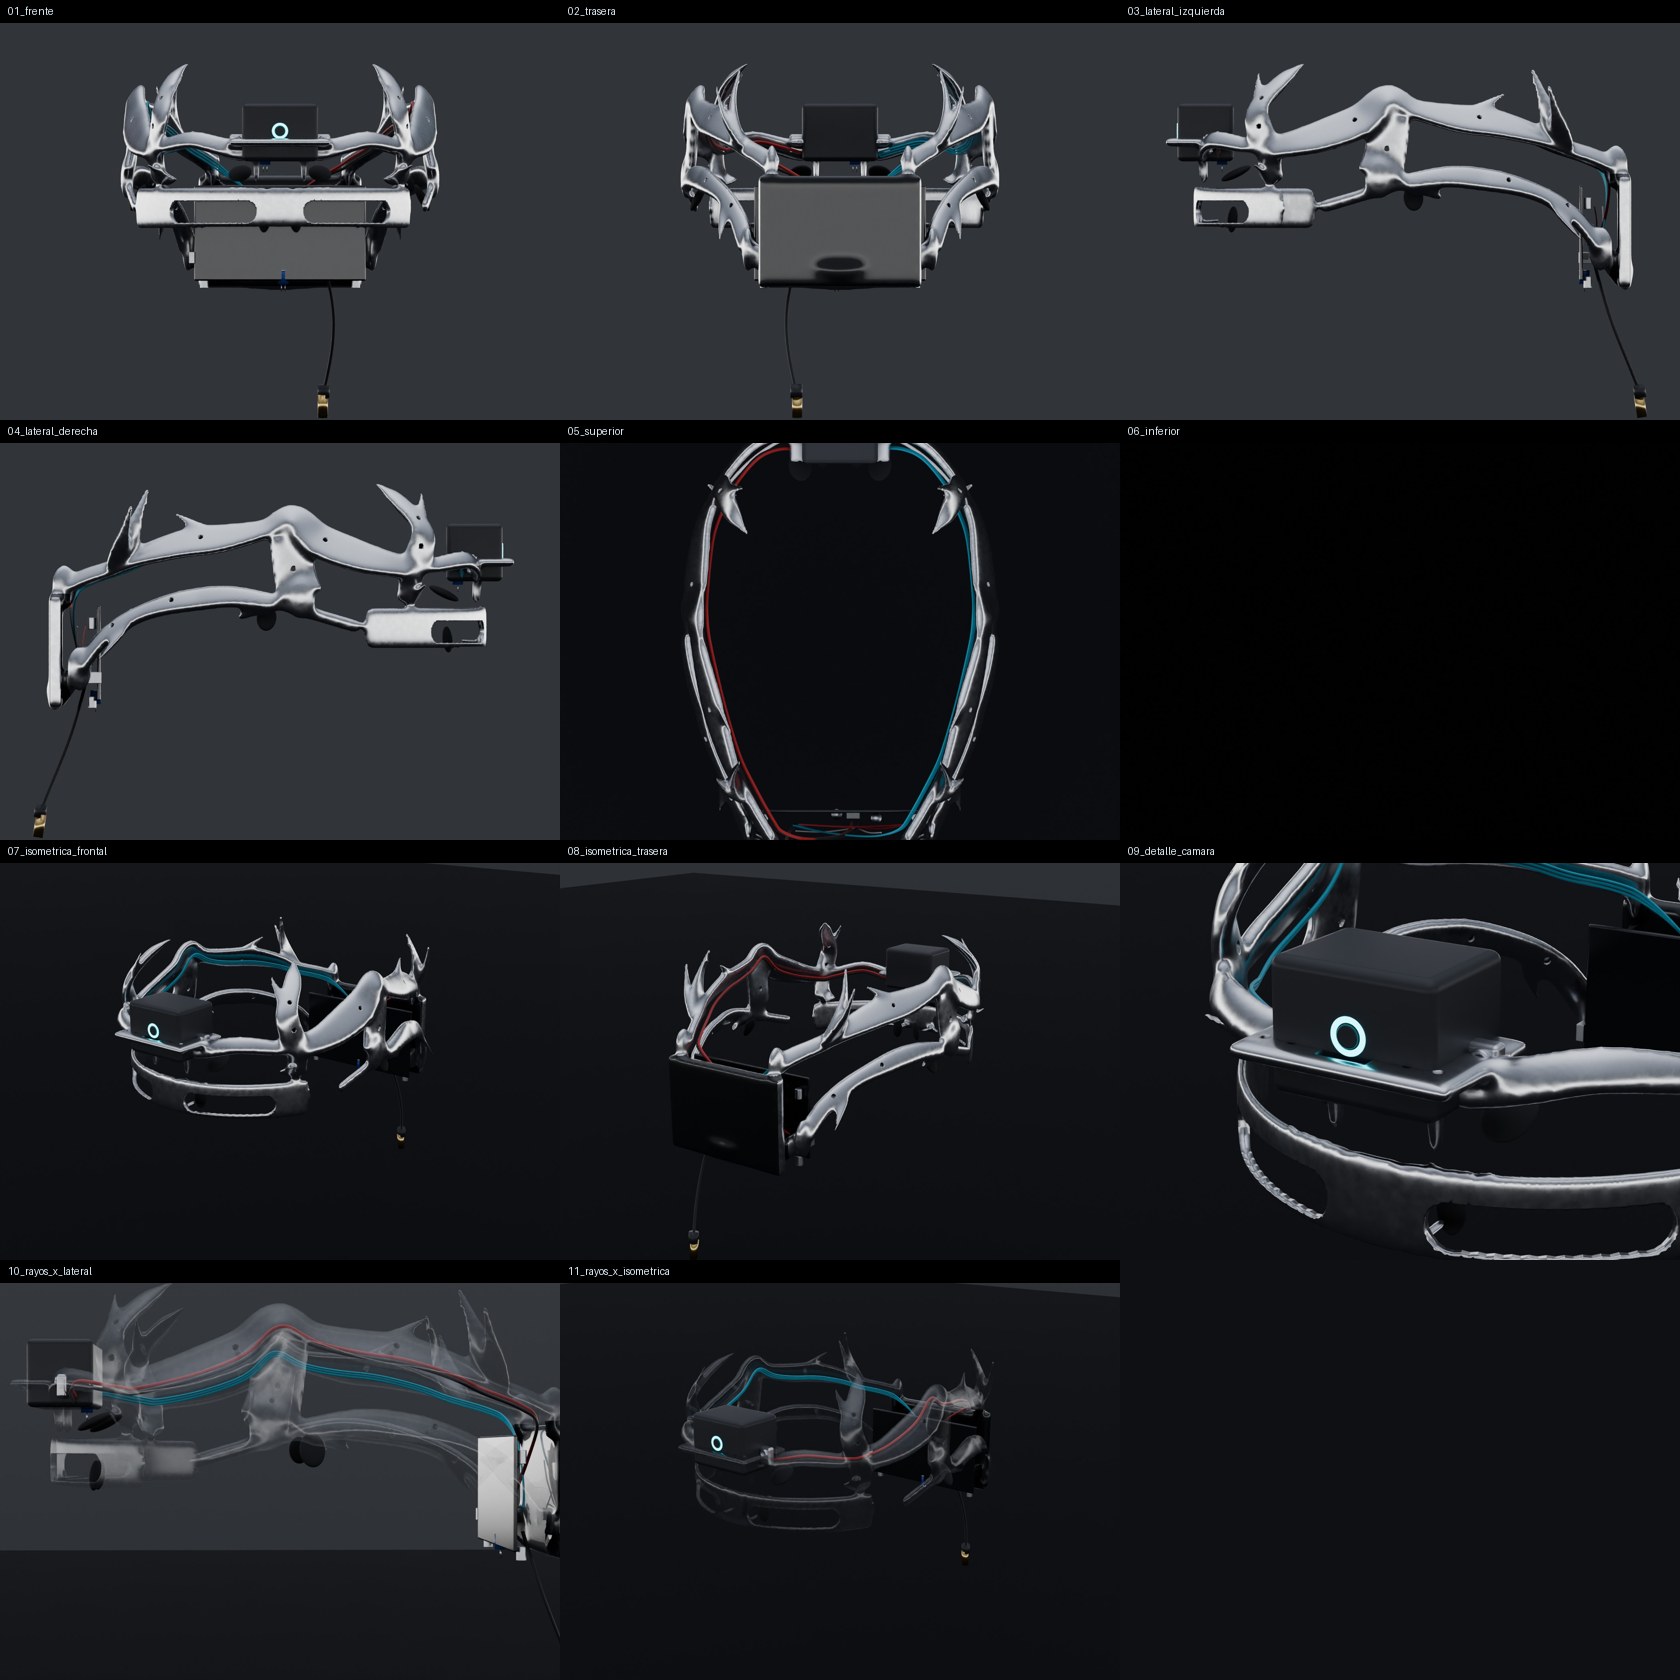 01_frente
02_trasera
03_lateral_izquierda
04_lateral_derecha
05_superior
06_inferior
07_isometrica_frontal
08_isometrica_trasera
09_detalle_camara
10_rayos_x_lateral
11_rayos_x_isometrica